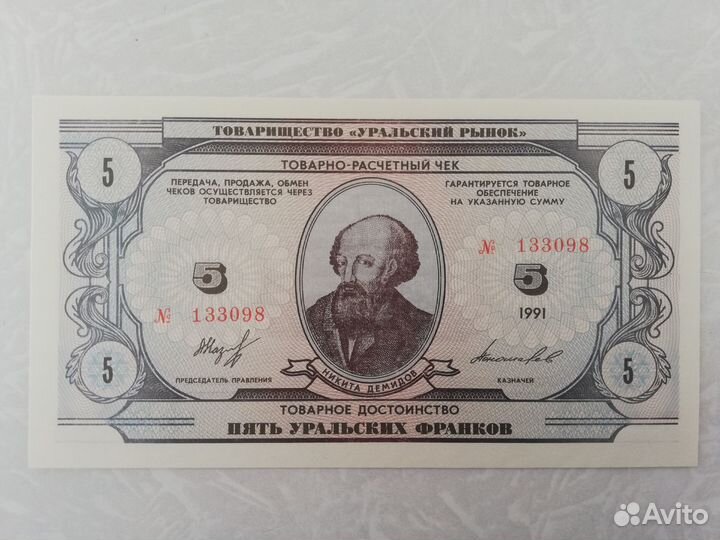 ТОВАРИЩЕСТВО «УРАЛЬСКИЙ РЫНОК»
ТОВАРНО-РАСЧЕТНЫЙ ЧЕК
5
5
ПЕРЕДАЧА, ПРОДАЖА, ОБМЕН
ЧЕКОВ ОСУЩЕСТВЛЯЕТСЯ ЧЕРЕЗ
ТОВАРИЩЕСТВО
ГАРАНТИРУЕТСЯ ТОВАРНОЕ
ОБЕСПЕЧЕНИЕ
НА УКАЗАННУЮ СУММУ
№ 133098
5
5
№ 133098
1991
НИКИТА ДЕМИДОВ
ПРЕДСЕДАТЕЛЬ ПРАВЛЕНИЯ
КАЗНАЧЕЙ
5
5
ТОВАРНОЕ ДОСТОИНСТВО
ПЯТЬ УРАЛЬСКИХ ФРАНКОВ
Avito